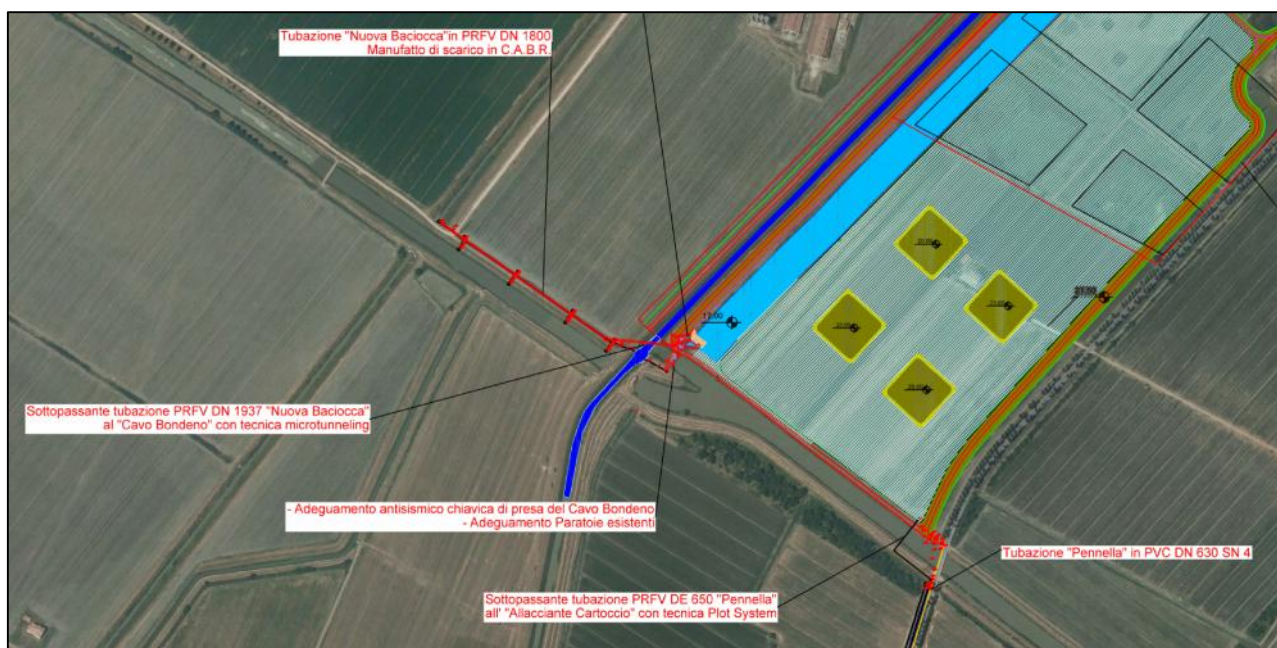 Tubazione "Nuova Baciocca"in PRFV DN 1800
Manufatto di scarico in C.A.B.R.
17.00
Sottopassante tubazione PRFV DN 1937 "Nuova Baciocca"
al "Cavo Bondeno" con tecnica microtunneling
- Adeguamento antisismico chiavica di presa del Cavo Bondeno
- Adeguamento Paratoie esistenti
Tubazione "Pennella" in PVC DN 630 SN 4
Sottopassante tubazione PRFV DE 650 "Pennella"
all' "Allacciante Cartoccio" con tecnica Plot System